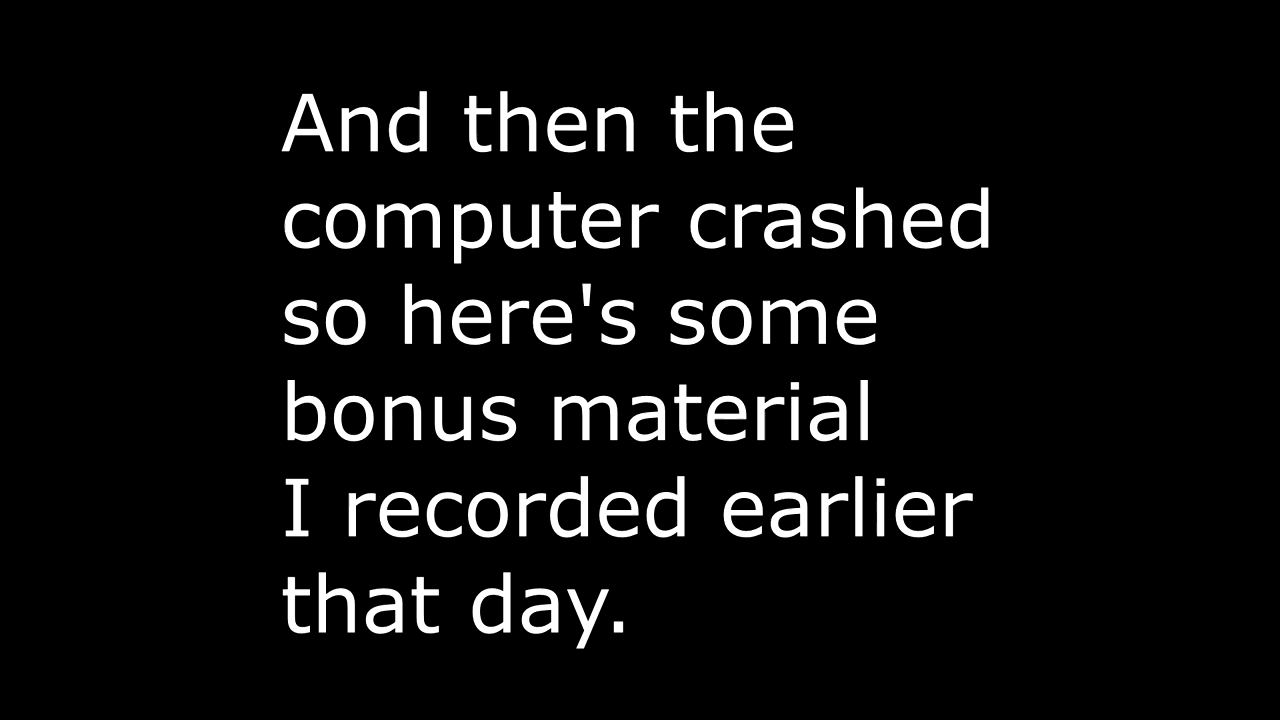 And then the
computer crashed
so here's some
bonus material
I recorded earlier
that day.